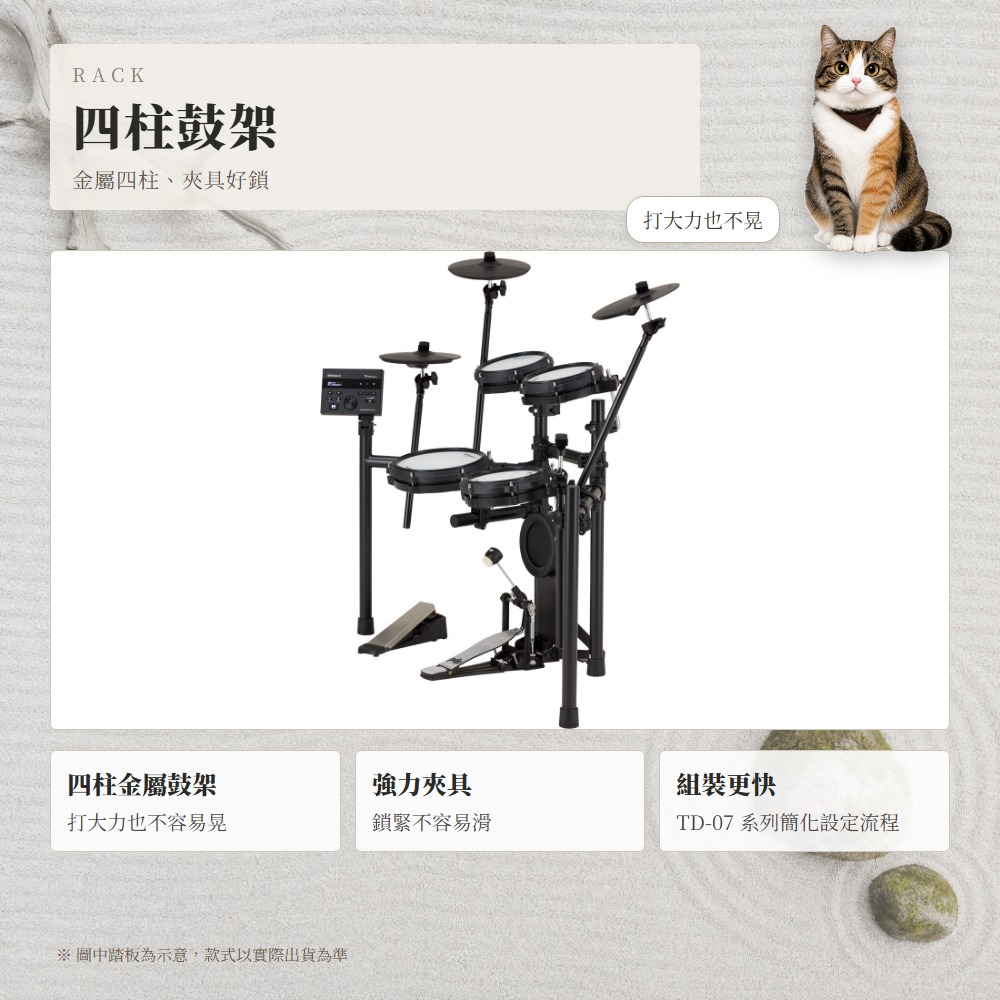 RACK
四柱鼓架
金屬四柱、夾具好鎖
打大力也不晃
四柱金屬鼓架
打大力也不容易晃
強力夾具
鎖緊不容易滑
組裝更快
TD-07 系列簡化設定流程
※ 圖中踏板為示意，款式以實際出貨為準